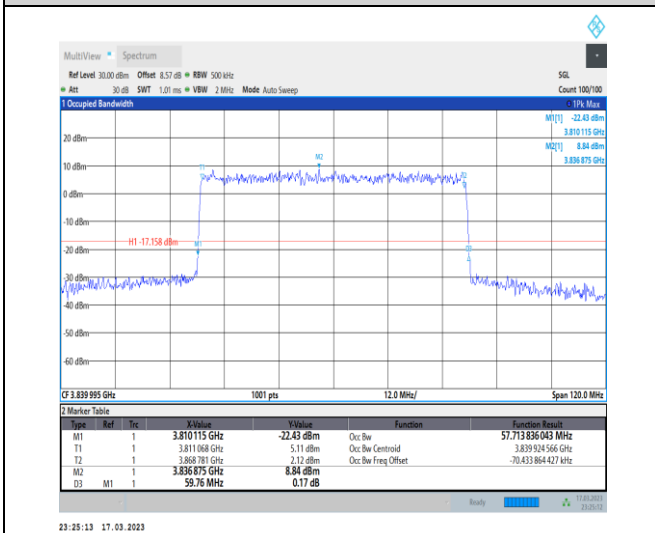 MultiView Spectrum
Ref Level 30.00 dBm Offset 8.57 dB RBW 500 kHz SGL
Att 30 dB SWT 1.01 ms VBW 2 MHz Mode Auto Sweep Count 100/100
1 Occupied Bandwidth 1Pk Max
M1[1] -22.43 dBm
3.810 115 GHz
20 dBm
M2[1] 8.84 dBm
M2
3.836 875 GHz
10 dBm
0 dBm
-10 dBm
H1 -17.158 dBm M1
-20 dBm
-30 dBm
-40 dBm
-50 dBm
-60 dBm
CF 3.839 995 GHz 1001 pts 12.0 MHz/ Span 120.0 MHz
2 Marker Table
Type Ref Trc X-Value Y-Value Function Function Result
M1 1 3.810 115 GHz -22.43 dBm Occ Bw 57.713 836 043 MHz
T1 1 3.811 068 GHz 5.11 dBm Occ Bw Centroid 3.839 924 566 GHz
T2 1 3.868 781 GHz 2.12 dBm Occ Bw Freq Offset -70.433 864 427 kHz
M2 1 3.836 875 GHz 8.84 dBm
D3 M1 1 59.76 MHz 0.17 dB
Ready 17.03.2023
23:25:12
23:25:13 17.03.2023